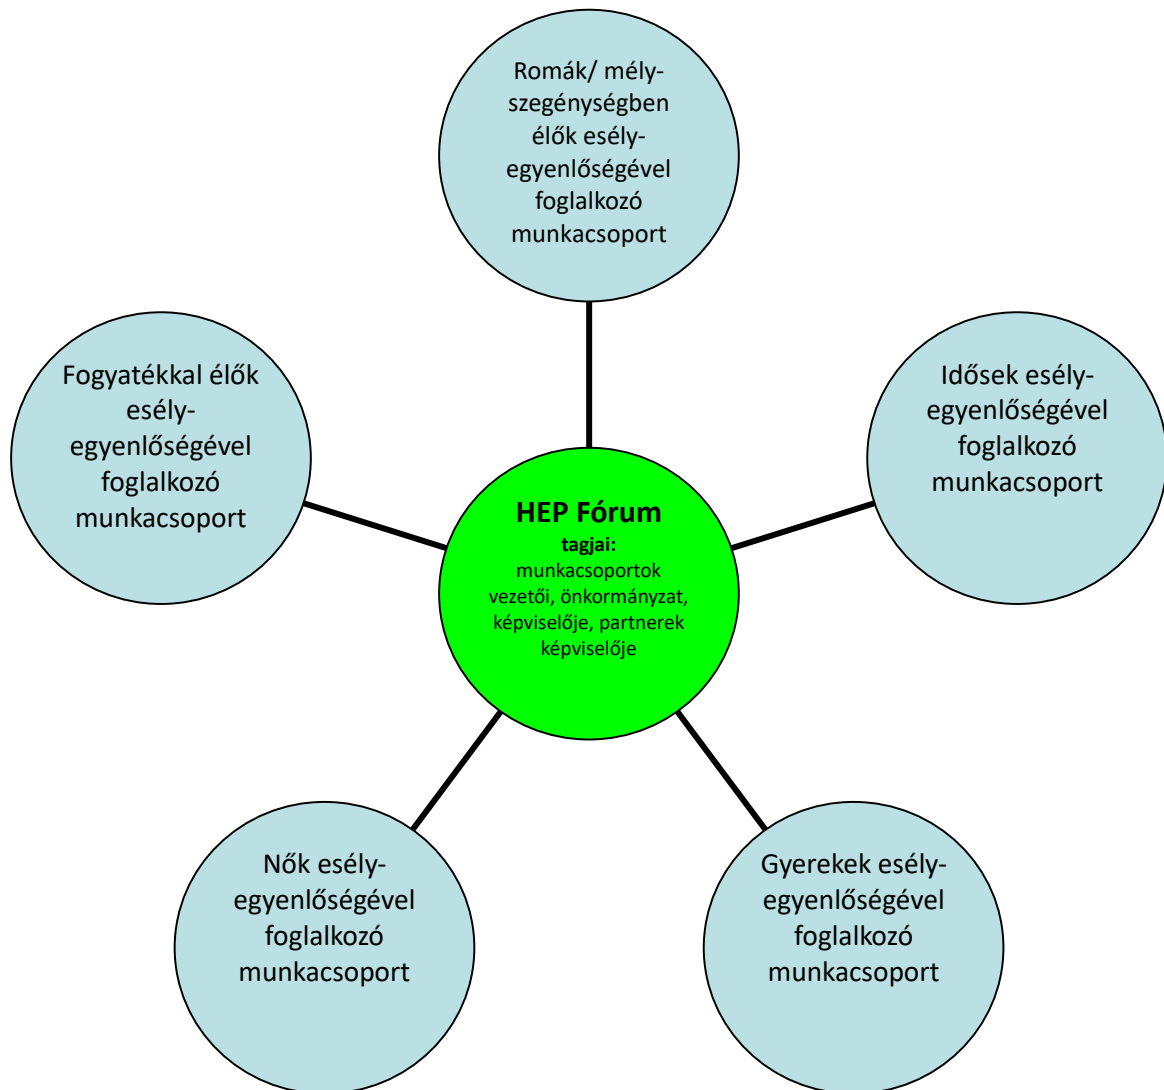 Romák/ mély-
szegénységben
élők esély-
egyenlőségével
foglalkozó
munkacsoport
Fogyatékkal élők
esély-
egyenlőségével
foglalkozó
munkacsoport
Idősek esély-
egyenlőségével
foglalkozó
munkacsoport
HEP Fórum
tagjai:
munkacsoportok
vezetői, önkormányzat,
képviselője, partnerek
képviselője
Nők esély-
egyenlőségével
foglalkozó
munkacsoport
Gyerekek esély-
egyenlőségével
foglalkozó
munkacsoport